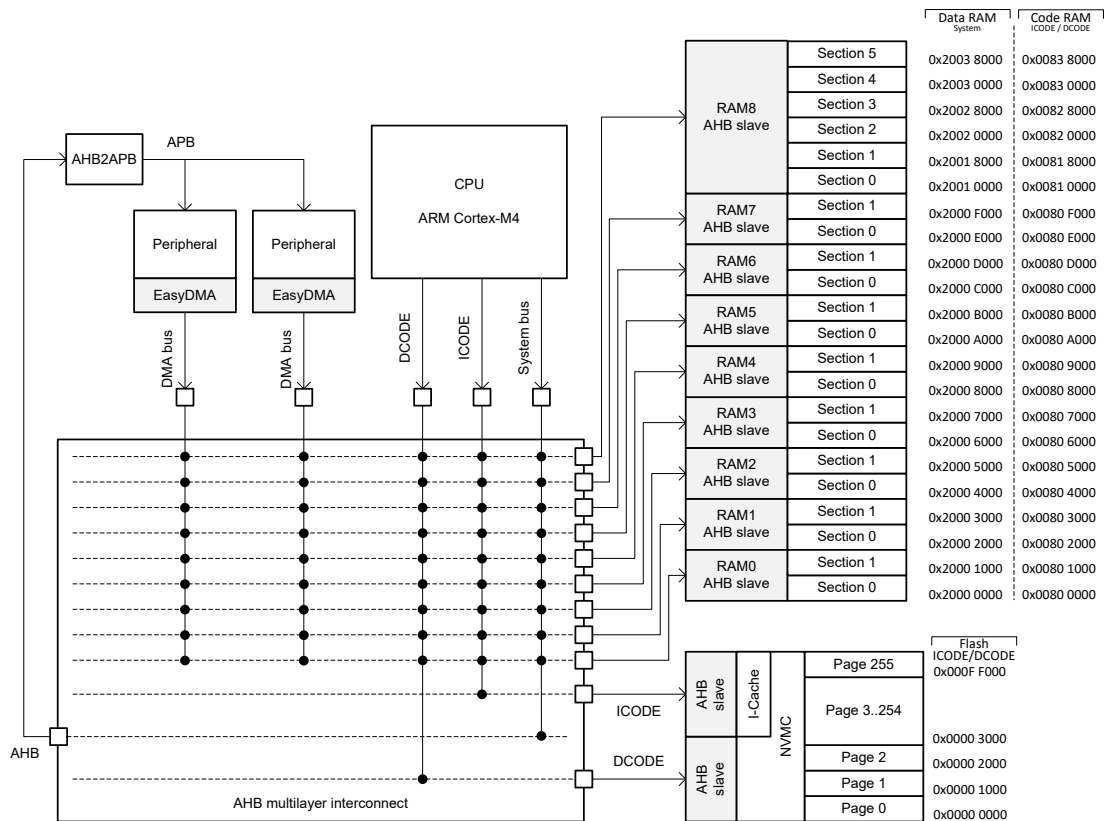 Data RAM
System
Code RAM
ICODE / DCODE
Section 5
0x2003 8000
0x0083 8000
Section 4
0x2003 0000
0x0083 0000
Section 3
0x2002 8000
0x0082 8000
RAM8
AHB slave
Section 2
0x2002 0000
0x0082 0000
Section 1
0x2001 8000
0x0081 8000
Section 0
0x2001 0000
0x0081 0000
RAM7
AHB slave
Section 1
0x2000 F000
0x0080 F000
Section 0
0x2000 E000
0x0080 E000
RAM6
AHB slave
Section 1
0x2000 D000
0x0080 D000
Section 0
0x2000 C000
0x0080 C000
RAM5
AHB slave
Section 1
0x2000 B000
0x0080 B000
Section 0
0x2000 A000
0x0080 A000
RAM4
AHB slave
Section 1
0x2000 9000
0x0080 9000
Section 0
0x2000 8000
0x0080 8000
RAM3
AHB slave
Section 1
0x2000 7000
0x0080 7000
Section 0
0x2000 6000
0x0080 6000
RAM2
AHB slave
Section 1
0x2000 5000
0x0080 5000
Section 0
0x2000 4000
0x0080 4000
RAM1
AHB slave
Section 1
0x2000 3000
0x0080 3000
Section 0
0x2000 2000
0x0080 2000
RAM0
AHB slave
Section 1
0x2000 1000
0x0080 1000
Section 0
0x2000 0000
0x0080 0000
AHB2APB
APB
CPU
ARM Cortex-M4
Peripheral
EasyDMA
Peripheral
EasyDMA
DMA bus
DMA bus
DCODE
ICODE
System bus
Flash
ICODE/DCODE
Page 255
0x000F F000
Page 3..254
0x0000 3000
Page 2
0x0000 2000
Page 1
0x0000 1000
Page 0
0x0000 0000
AHB
slave
I-Cache
NVMC
AHB
slave
ICODE
DCODE
AHB
AHB multilayer interconnect